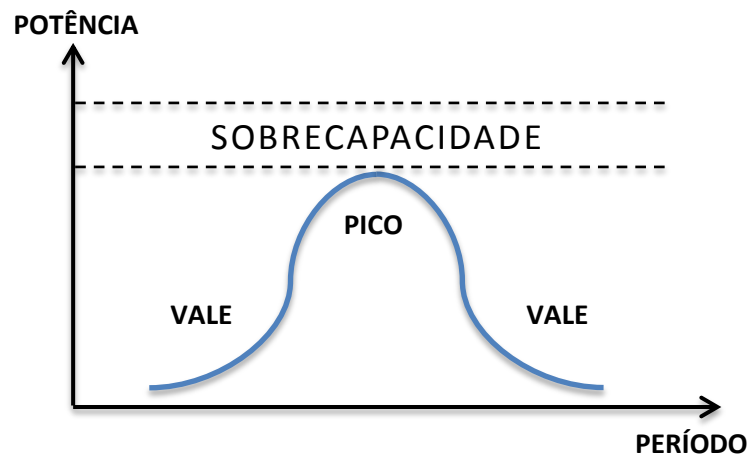 POTÊNCIA
SOBRECAPACIDADE
PICO
VALE
VALE
PERÍODO